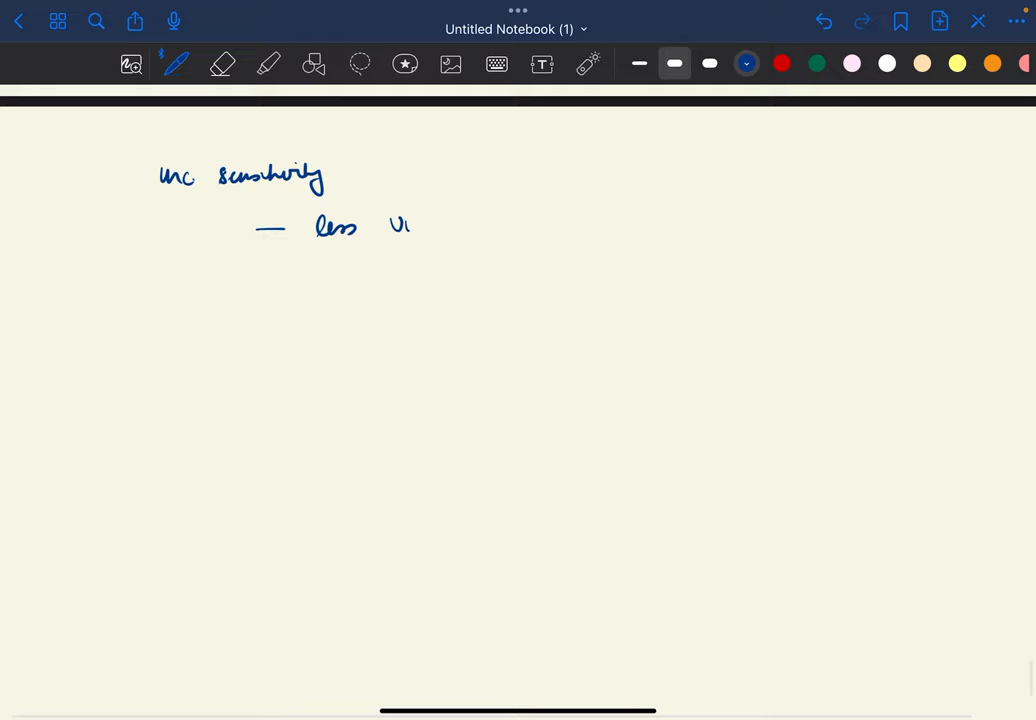 Untitled Notebook (1)
inc sensitivity
— less